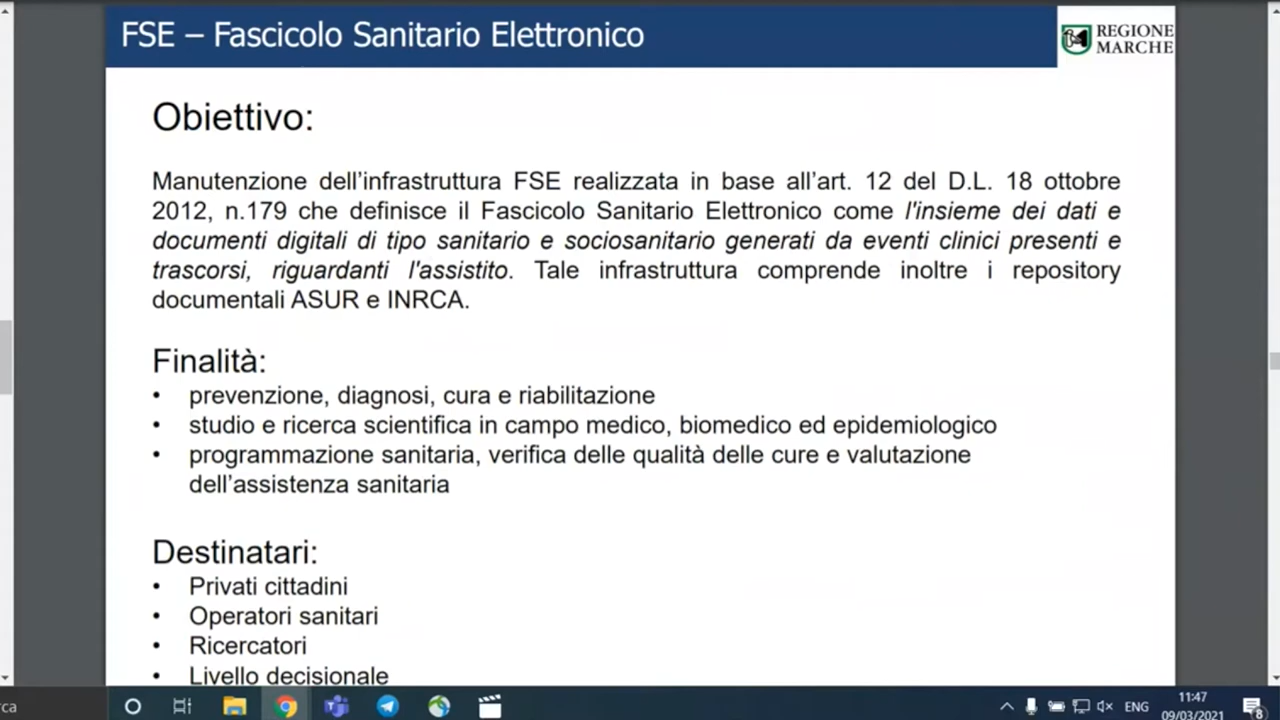 FSE – Fascicolo Sanitario Elettronico
REGIONE
MARCHE
Obiettivo:
Manutenzione dell’infrastruttura FSE realizzata in base all’art. 12 del D.L. 18 ottobre
2012, n.179 che definisce il Fascicolo Sanitario Elettronico come l'insieme dei dati e
documenti digitali di tipo sanitario e sociosanitario generati da eventi clinici presenti e
trascorsi, riguardanti l'assistito. Tale infrastruttura comprende inoltre i repository
documentali ASUR e INRCA.
Finalità:
• prevenzione, diagnosi, cura e riabilitazione
• studio e ricerca scientifica in campo medico, biomedico ed epidemiologico
• programmazione sanitaria, verifica delle qualità delle cure e valutazione
dell’assistenza sanitaria
Destinatari:
• Privati cittadini
• Operatori sanitari
• Ricercatori
• Livello decisionale
rca
ENG
11:47
09/03/2021
8